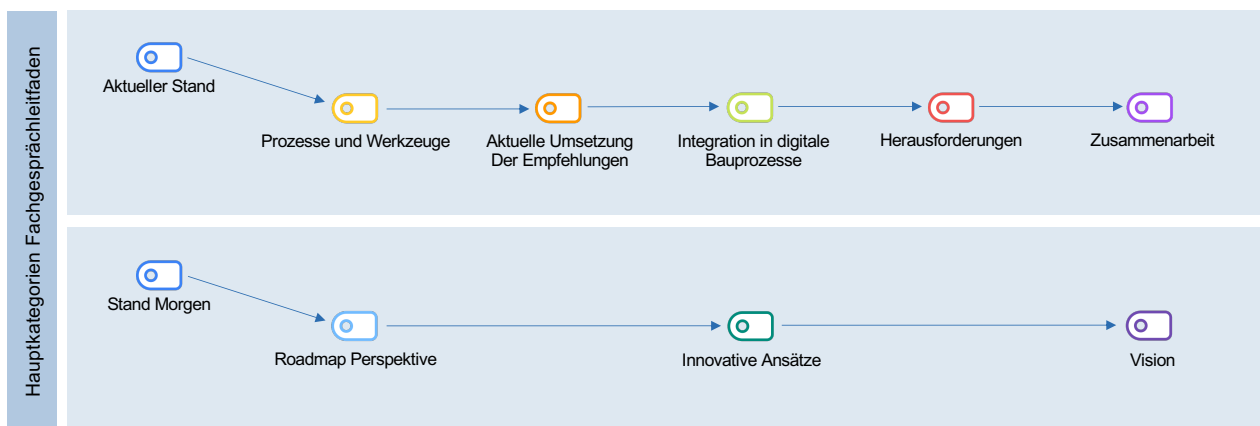 Hauptkategorien Fachgesprächleitfaden
Aktueller Stand
Prozesse und Werkzeuge
Aktuelle Umsetzung
Der Empfehlungen
Integration in digitale
Bauprozesse
Herausforderungen
Zusammenarbeit
Stand Morgen
Roadmap Perspektive
Innovative Ansätze
Vision